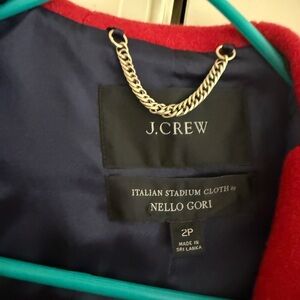 J.CREW
ITALIAN STADIUM CLOTH by
NELLO GORI
2P
MADE IN
SRI LANKA